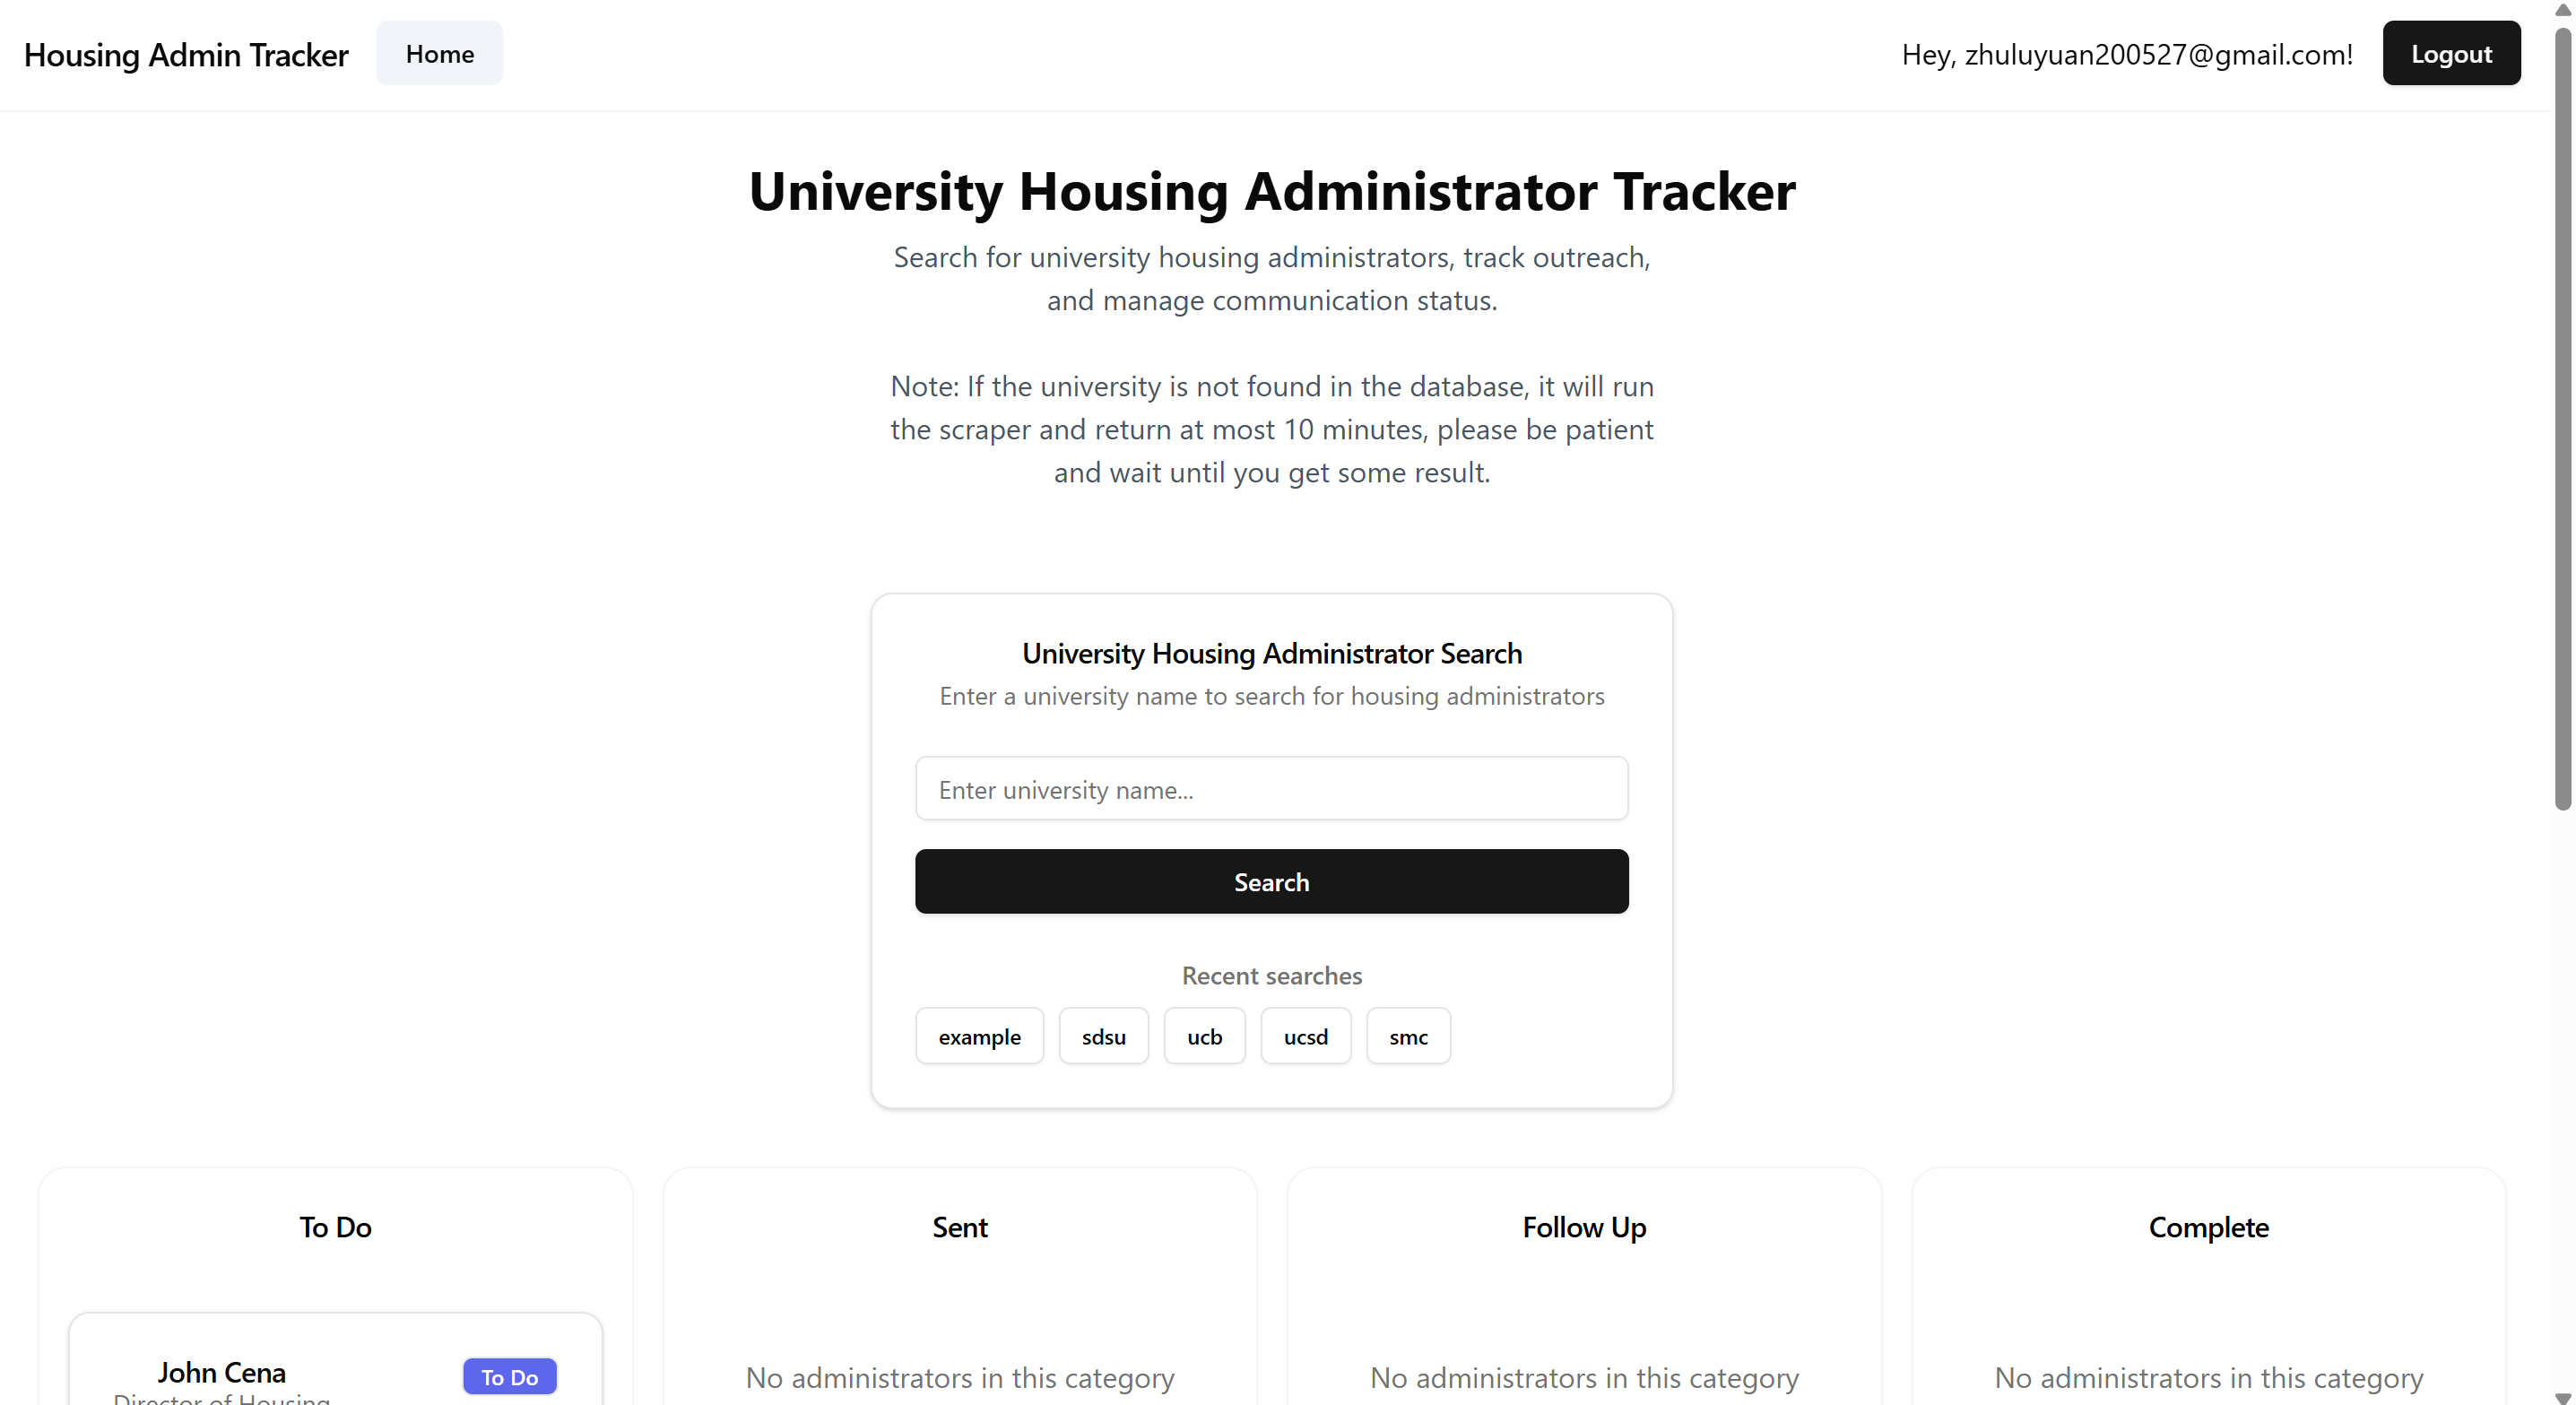 Housing Admin Tracker
Home
Hey, zhuluyuan200527@gmail.com!
Logout
University Housing Administrator Tracker
Search for university housing administrators, track outreach,
and manage communication status.
Note: If the university is not found in the database, it will run
the scraper and return at most 10 minutes, please be patient
and wait until you get some result.
University Housing Administrator Search
Enter a university name to search for housing administrators
Enter university name...
Search
Recent searches
example
sdsu
ucb
ucsd
smc
To Do
John Cena
To Do
Director of Housing
Sent
No administrators in this category
Follow Up
No administrators in this category
Complete
No administrators in this category